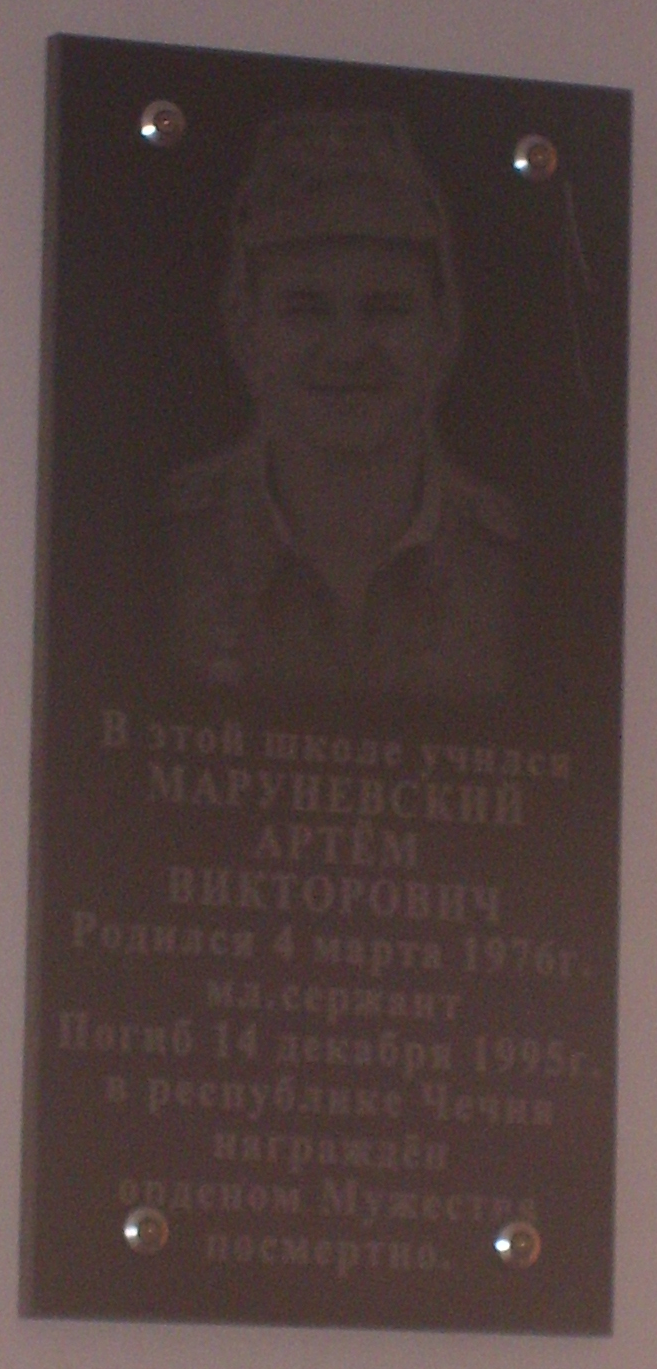 В этой школе учился
МАРУНЕВСКИЙ
АРТЁМ
ВИКТОРОВИЧ
Родился 4 марта 1976г.
мл.сержант
Погиб 14 декабря 1995г.
в республике Чечня
награждён
орденом Мужества
посмертно.